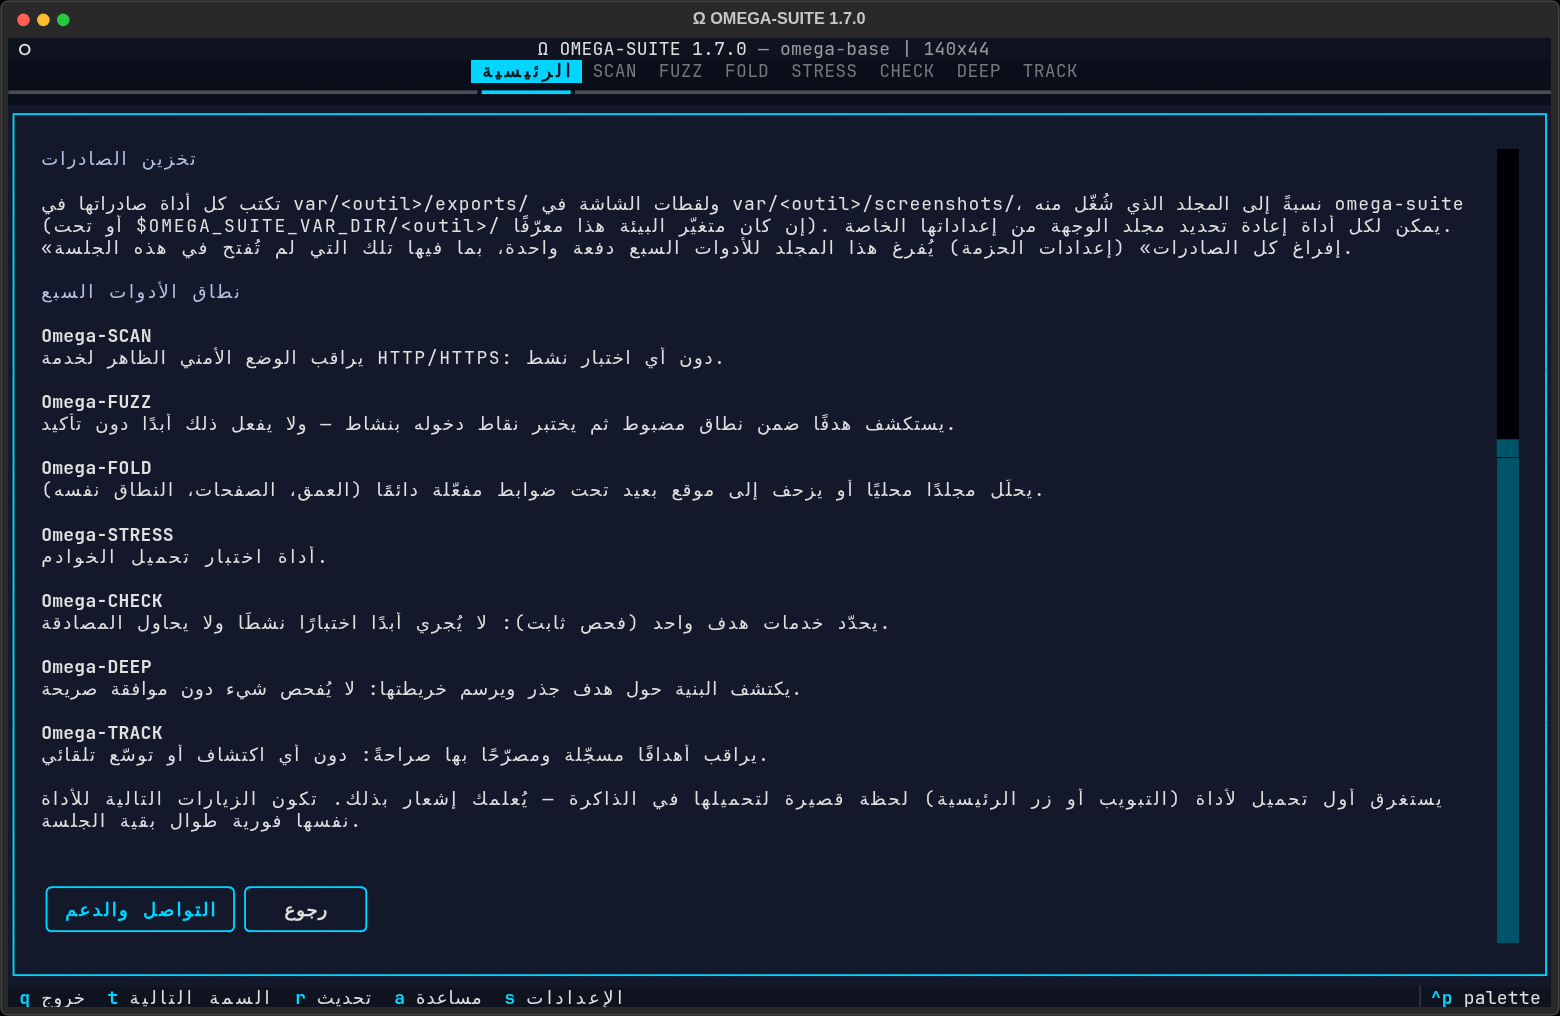 Ω OMEGA-SUITE 1.7.0
Ω OMEGA-SUITE 1.7.0 — omega-base | 140x44
الرئيسية SCAN FUZZ FOLD STRESS CHECK DEEP TRACK
تخزين الصادرات
تكتب كل أداة صادراتها في var/<outil>/exports/ ولقطات الشاشة في var/<outil>/screenshots/، نسبةً إلى المجلد الذي شُغّل منه omega-suite
(أو تحت $OMEGA_SUITE_VAR_DIR/<outil>/ إن كان متغيّر البيئة هذا معرّفًا). يمكن لكل أداة إعادة تحديد مجلد الوجهة من إعداداتها الخاصة.
«إفراغ كل الصادرات» (إعدادات الحزمة) يُفرغ هذا المجلد للأدوات السبع دفعة واحدة، بما فيها تلك التي لم تُفتح في هذه الجلسة.
نطاق الأدوات السبع
Omega-SCAN
يراقب الوضع الأمني الظاهر لخدمة HTTP/HTTPS: دون أي اختبار نشط.
Omega-FUZZ
يستكشف هدفًا ضمن نطاق مضبوط ثم يختبر نقاط دخوله بنشاط — ولا يفعل ذلك أبدًا دون تأكيد.
Omega-FOLD
يحلّل مجلدًا محليًا أو يزحف إلى موقع بعيد تحت ضوابط مفعّلة دائمًا (العمق، الصفحات، النطاق نفسه).
Omega-STRESS
أداة اختبار تحميل الخوادم.
Omega-CHECK
يحدّد خدمات هدف واحد (فحص ثابت): لا يُجري أبدًا اختبارًا نشطًا ولا يحاول المصادقة.
Omega-DEEP
يكتشف البنية حول هدف جذر ويرسم خريطتها: لا يُفحص شيء دون موافقة صريحة.
Omega-TRACK
يراقب أهدافًا مسجّلة ومصرّحًا بها صراحةً: دون أي اكتشاف أو توسّع تلقائي.
يستغرق أول تحميل لأداة (التبويب أو زر الرئيسية) لحظة قصيرة لتحميلها في الذاكرة — يُعلمك إشعار بذلك. تكون الزيارات التالية للأداة
نفسها فورية طوال بقية الجلسة.
التواصل والدعم رجوع
q خروج t السمة التالية r تحديث a مساعدة s الإعدادات ^p palette